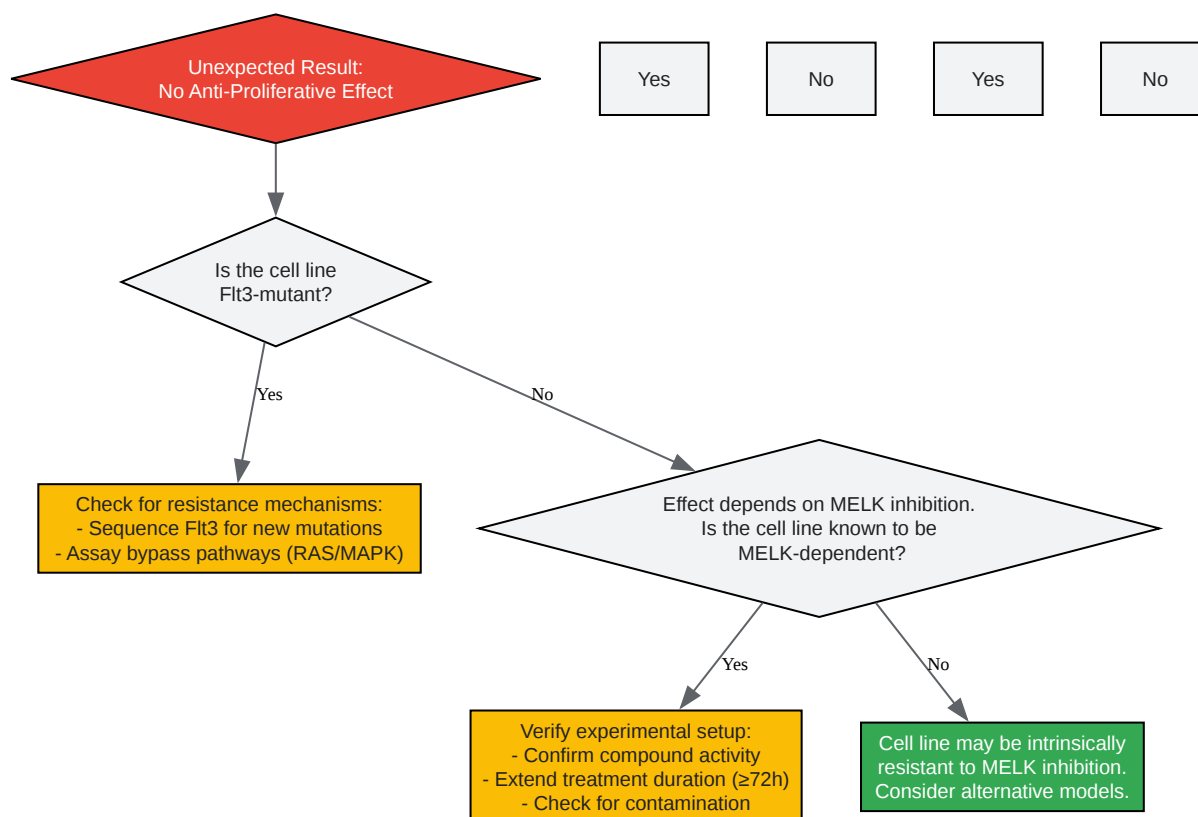 Unexpected Result:
No Anti-Proliferative Effect
Yes
No
Yes
No
Is the cell line
Flt3-mutant?
Yes
No
Check for resistance mechanisms:
- Sequence Flt3 for new mutations
- Assay bypass pathways (RAS/MAPK)
Effect depends on MELK inhibition.
Is the cell line known to be
MELK-dependent?
Yes
No
Verify experimental setup:
- Confirm compound activity
- Extend treatment duration (≥72h)
- Check for contamination
Cell line may be intrinsically
resistant to MELK inhibition.
Consider alternative models.